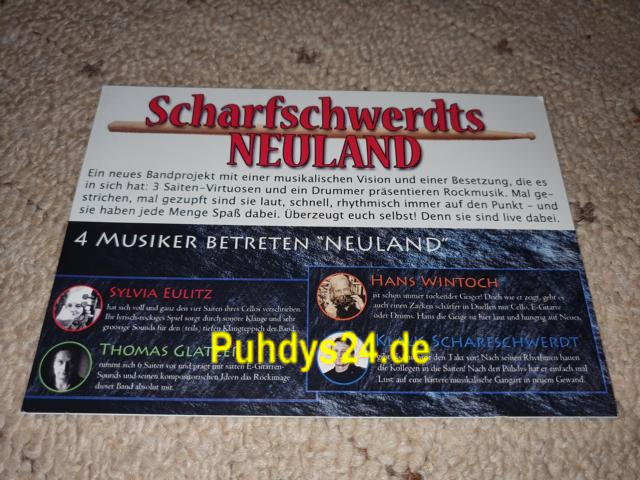 Scharfschwerdts
NEULAND
Ein neues Bandprojekt mit einer musikalischen Vision und einer Besetzung, die es
in sich hat: 3 Saiten-Virtuosen und ein Drummer präsentieren Rockmusik. Mal ge-
strichen, mal gezupft sind sie laut, schnell, rhythmisch immer auf den Punkt - und
sie haben jede Menge Spaß dabei. Überzeugt euch selbst! Denn sie sind live dabei.
4 MUSIKER BETRETEN "NEULAND"
SYLVIA EULITZ
hat sich voll und ganz den vier Saiten ihres Cellos verschrieben.
Ihr lyrisch-rockiges Spiel sorgt durch sonore Klänge und sehr
groovige Sounds für den (teils) tiefen Klangteppich der Band.
THOMAS
nimmt sich 6 Saiten vor und prägt mit satten E-Gitarren-
Sounds und seinen kompositorischen Ideen das Rockimage
dieser Band absolut mit.
HANS WINTOCH
ist schon immer rockender Geiger! Doch wie er zeigt, geht es
auch einen Zacken schärfer in Duellen mit Cello, E-Gitarre
oder Drums. Hans die Geige ist hier laut und hungrig auf Neues.
SCHARFSCHWERDT
den Takt vor! Nach seinen Rhythmen hauen
die Kollegen in die Saiten! Nach den Puhdys hat er einfach mal
Lust auf eine härtere musikalische Gangart in neuem Gewand.
Puhdys24.de